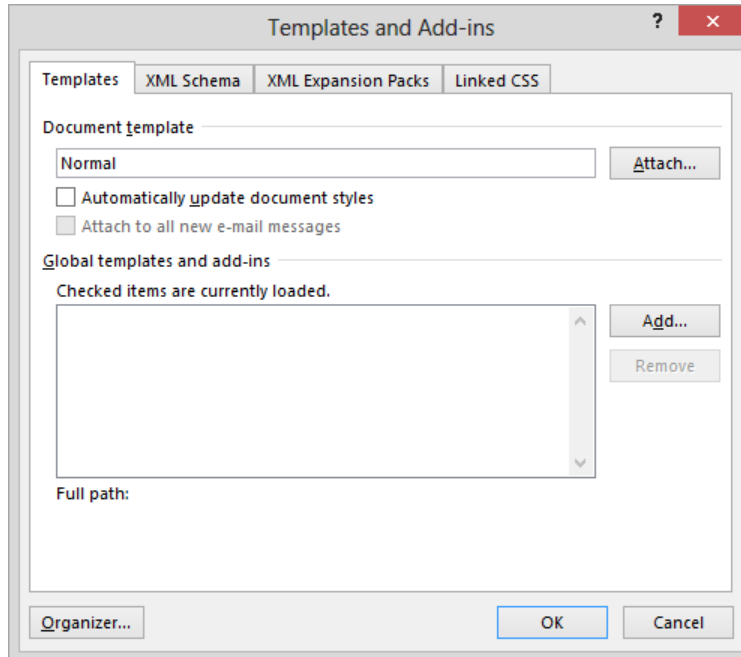 Templates and Add-ins ?
Templates XML Schema XML Expansion Packs Linked CSS
Document template
Normal Attach...
Automatically update document styles
Attach to all new e-mail messages
Global templates and add-ins
Checked items are currently loaded.
Add...
Remove
Full path:
Organizer... OK Cancel